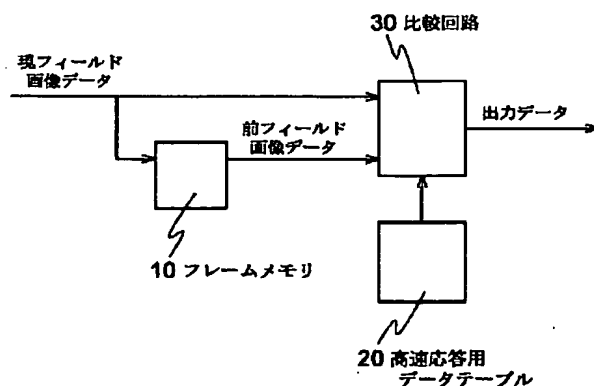 30 比較回路
現フィールド
画像データ
出力データ
前フィールド
画像データ
10 フレームメモリ
20 高速応答用
データテーブル